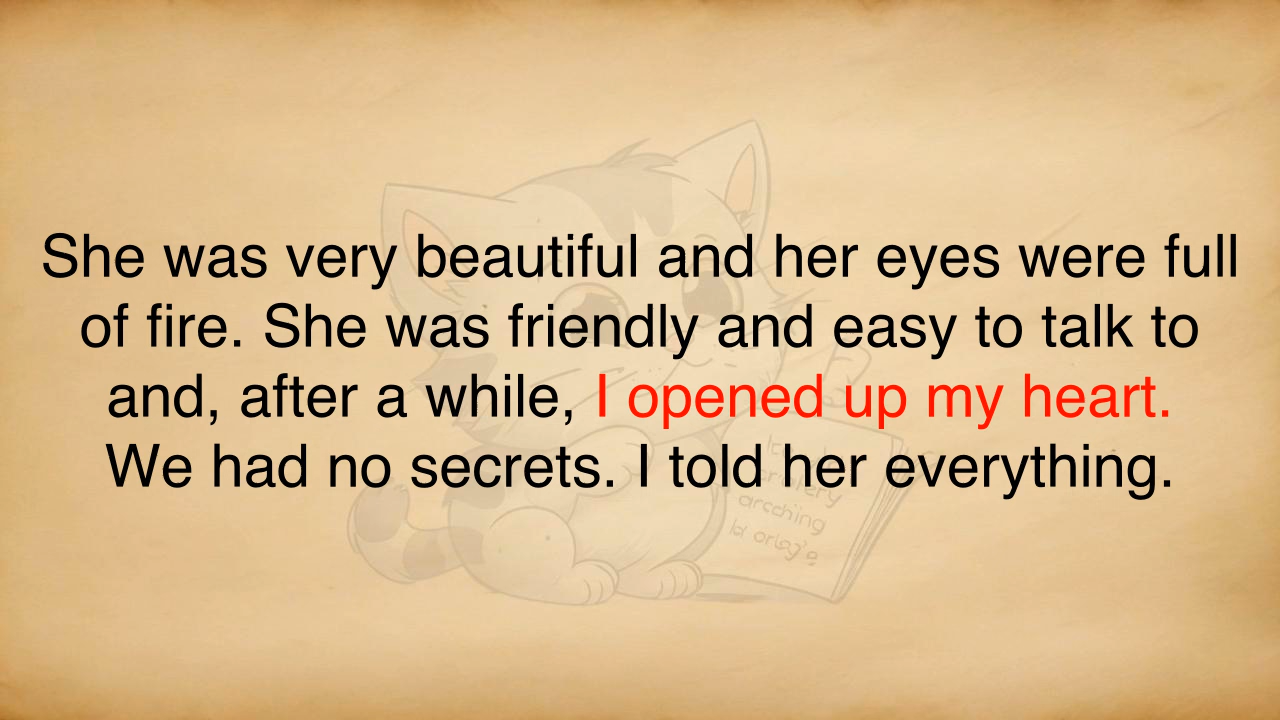 She was very beautiful and her eyes were full
of fire. She was friendly and easy to talk to
and, after a while, I opened up my heart.
We had no secrets. I told her everything.